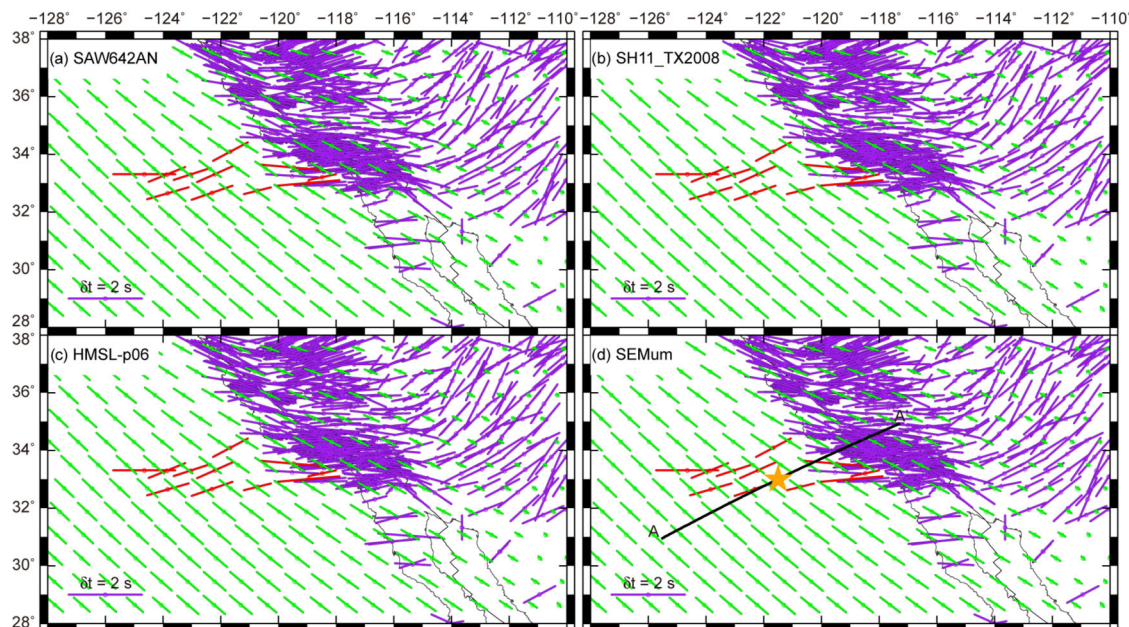 −128° −126° −124° −122° −120° −118° −116° −114° −112° −110° −128° −126° −124° −122° −120° −118° −116° −114° −112° −110°
38°
(a) SAW642AN
(b) SH11_TX2008
36°
34°
32°
30°
δt = 2 s
δt = 2 s
28°
38°
(c) HMSL-p06
(d) SEMum
36°
A
34°
32°
A
30°
δt = 2 s
δt = 2 s
28°